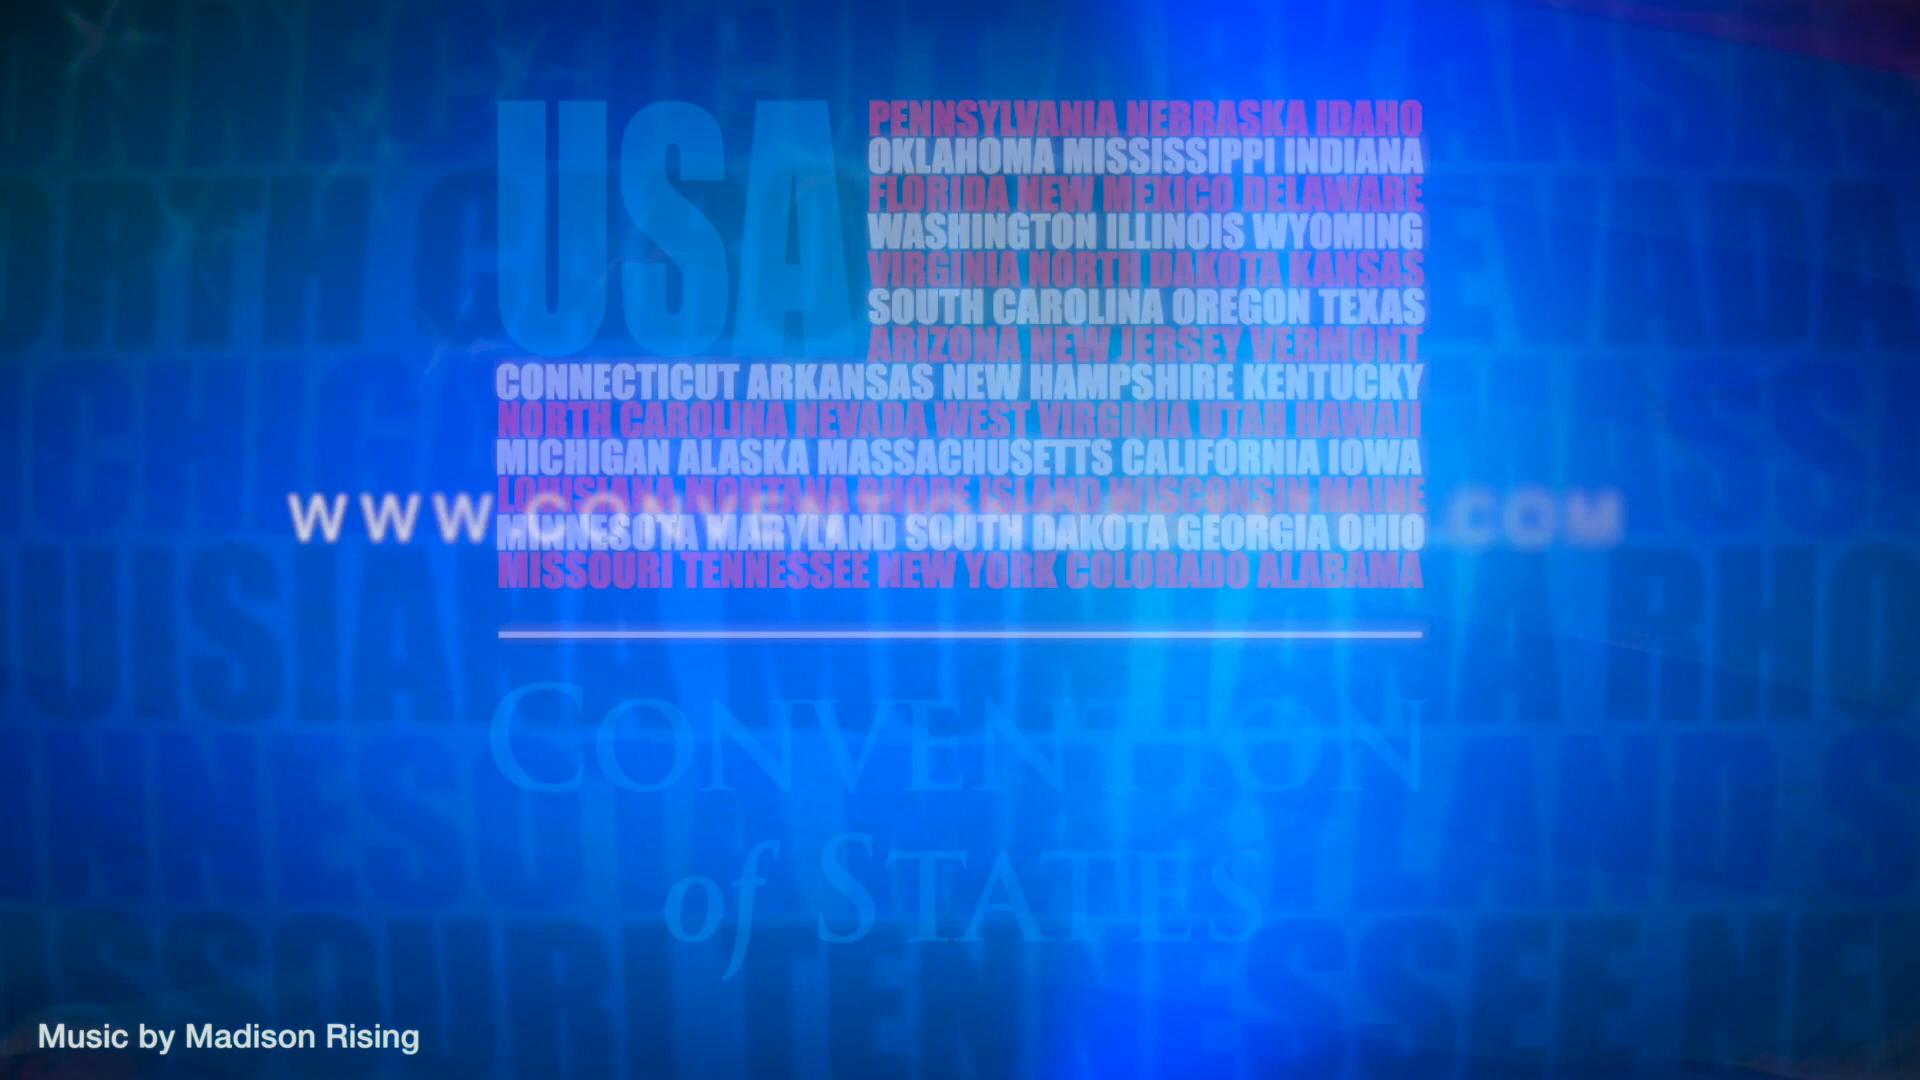 USA
PENNSYLVANIA NEBRASKA IDAHO
OKLAHOMA MISSISSIPPI INDIANA
FLORIDA NEW MEXICO DELAWARE
WASHINGTON ILLINOIS WYOMING
VIRGINIA NORTH DAKOTA KANSAS
SOUTH CAROLINA OREGON TEXAS
ARIZONA NEW JERSEY VERMONT
CONNECTICUT ARKANSAS NEW HAMPSHIRE KENTUCKY
NORTH CAROLINA NEVADA WEST VIRGINIA UTAH HAWAII
MICHIGAN ALASKA MASSACHUSETTS CALIFORNIA IOWA
LOUISIANA MONTANA RHODE ISLAND WISCONSIN MAINE
WWW.CONVENT .COM
MINNESOTA MARYLAND SOUTH DAKOTA GEORGIA OHIO
MISSOURI TENNESSEE NEW YORK COLORADO ALABAMA
CONVENTION
of STATES
Music by Madison Rising